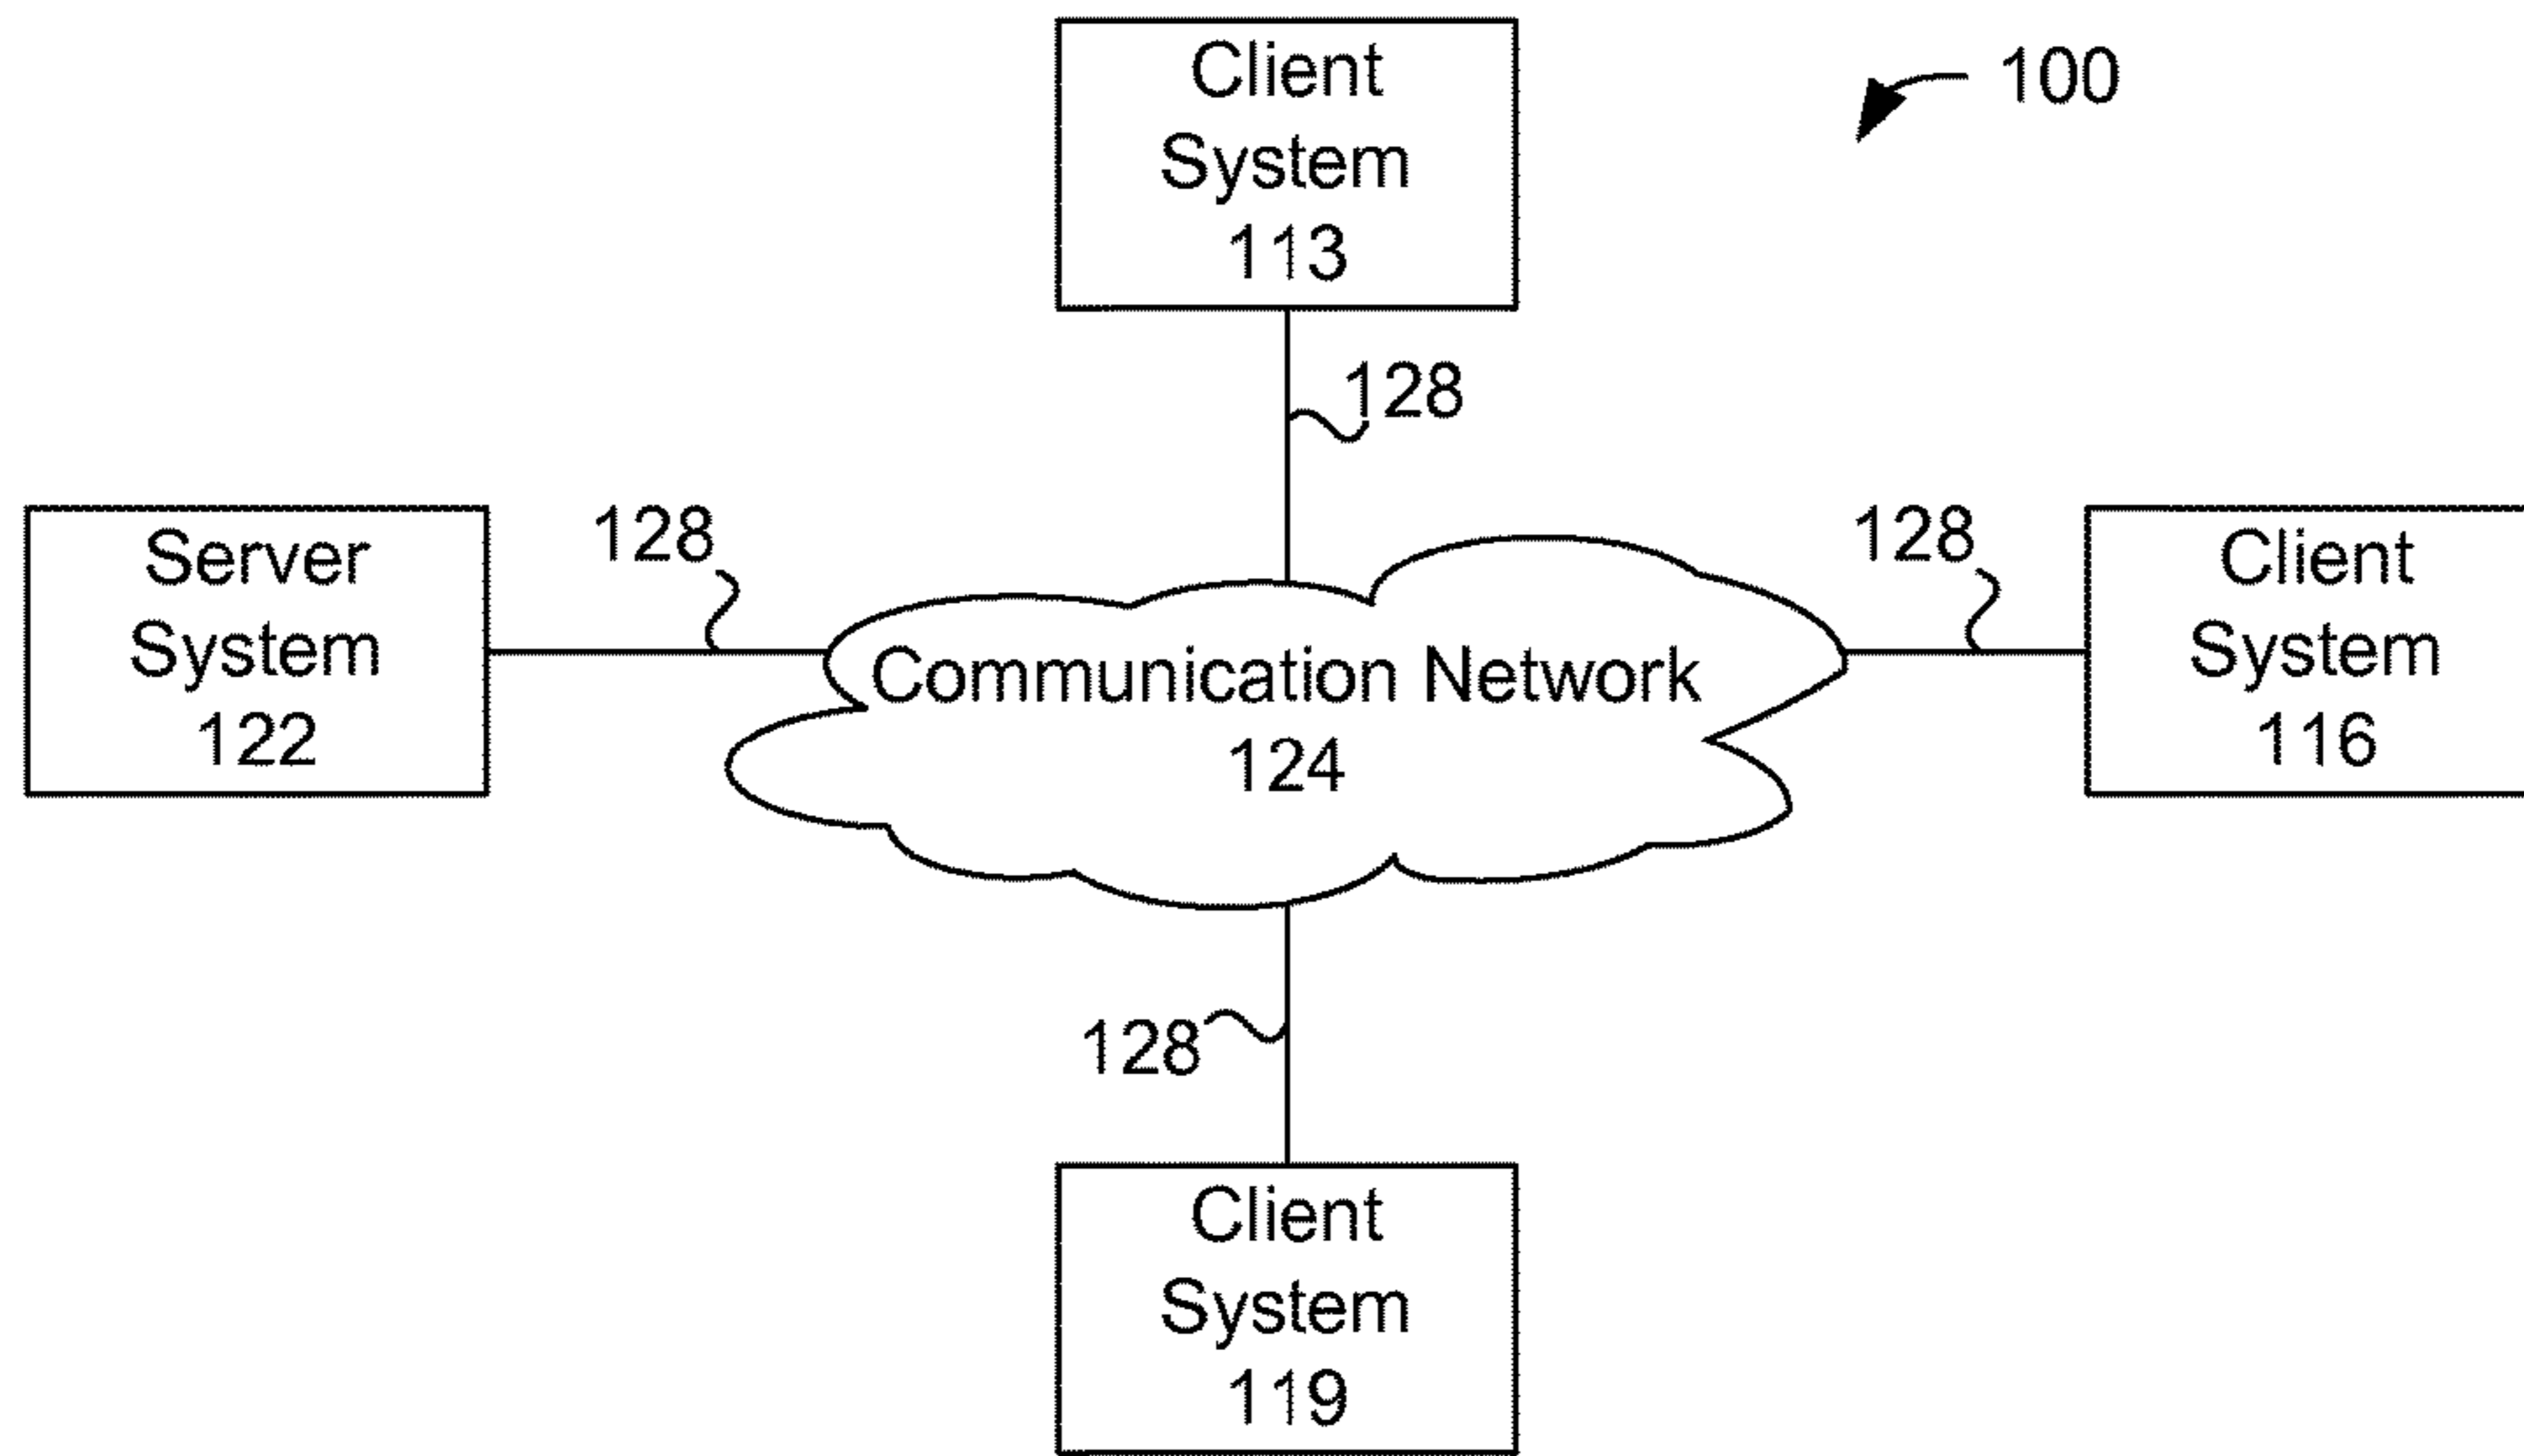 Client
System
113
100
128
Server
System
122
128
Communication Network
124
128
Client
System
116
128
Client
System
119